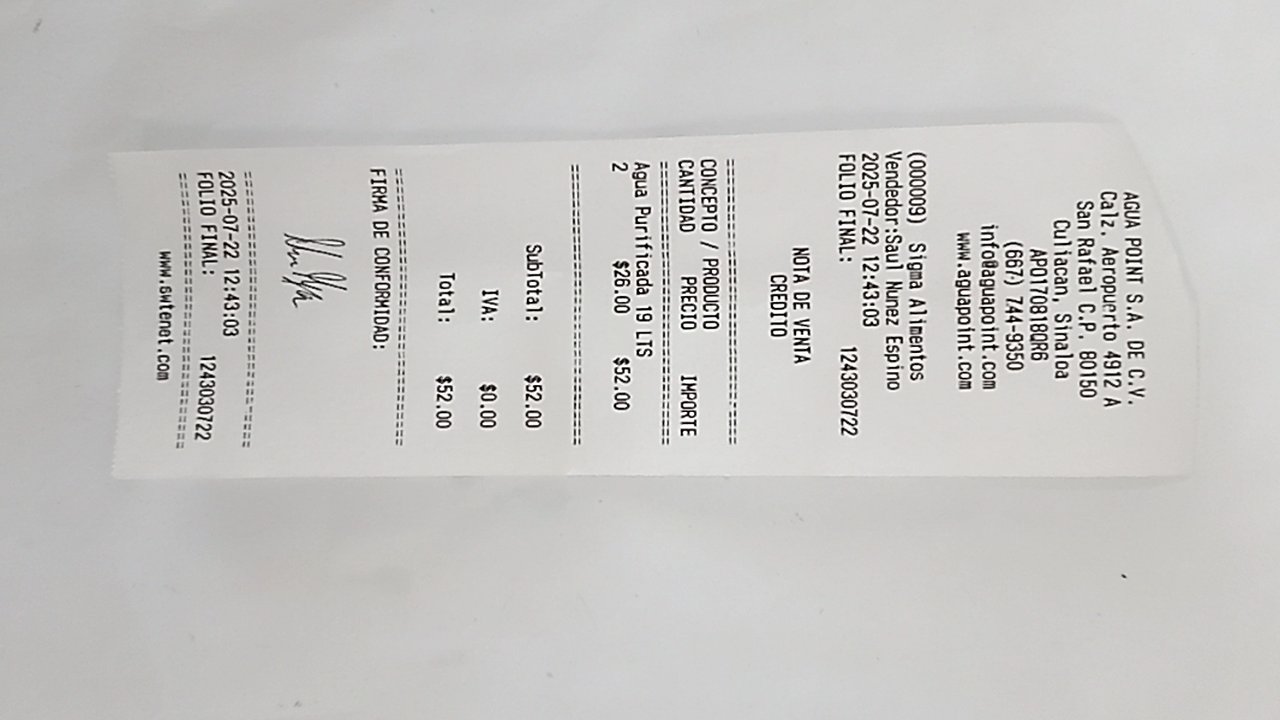 AGUA POINT S.A. DE C.V.
Calz. Aeropuerto 4912 A
San Rafael C.P. 80150
Culiacan, Sinaloa
APO170818QR6
(667) 744-9350
info@aguapoint.com
www.aguapoint.com
(000009) Sigma Alimentos
Vendedor:Saul Nunez Espino
2025-07-22 12:43:03
FOLIO FINAL: 1243030722
NOTA DE VENTA
CREDITO
CONCEPTO / PRODUCTO
CANTIDAD PRECIO IMPORTE
Agua Purificada 19 LTS
2 $26.00 $52.00
SubTotal: $52.00
IVA: $0.00
Total: $52.00
FIRMA DE CONFORMIDAD:
2025-07-22 12:43:03
FOLIO FINAL: 1243030722
www.swtenet.com